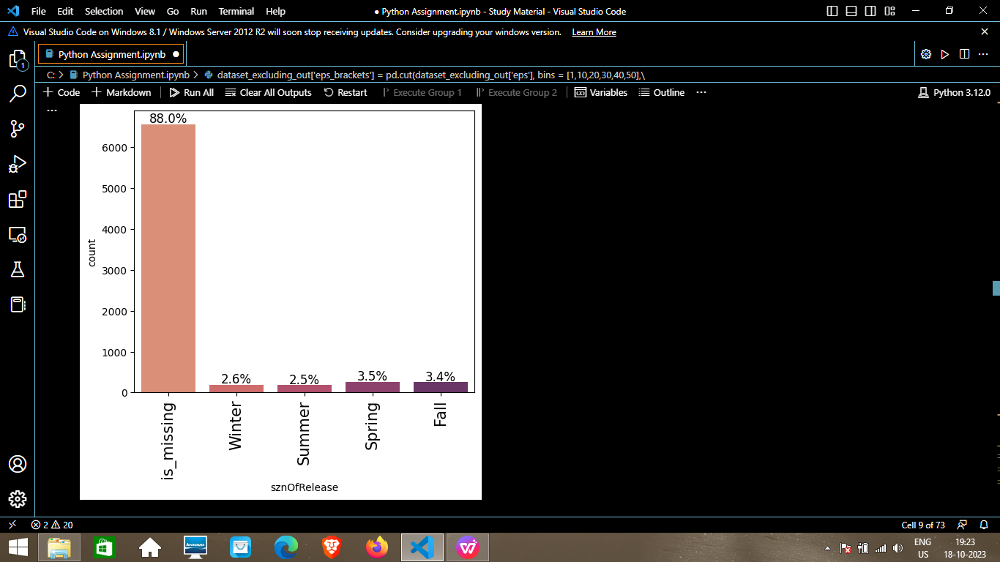 File Edit Selection View Go Run Terminal Help ● Python Assignment.ipynb - Study Material - Visual Studio Code
Visual Studio Code on Windows 8.1 / Windows Server 2012 R2 will soon stop receiving updates. Consider upgrading your windows version. Learn More
Python Assignment.ipynb ●
1
C: > Python Assignment.ipynb > dataset_excluding_out['eps_brackets'] = pd.cut(dataset_excluding_out['eps'], bins = [1,10,20,30,40,50],\
+ Code + Markdown Run All Clear All Outputs Restart Execute Group 1 Execute Group 2 Variables Outline ... Python 3.12.0
...
88.0%
6000
5000
4000
3000
2000
1000
0
count
2.6%
2.5%
3.5%
3.4%
is_missing
Winter
Summer
Spring
Fall
sznOfRelease
2 20
Cell 9 of 73
lenovo
ENG
US
19:23
18-10-2023